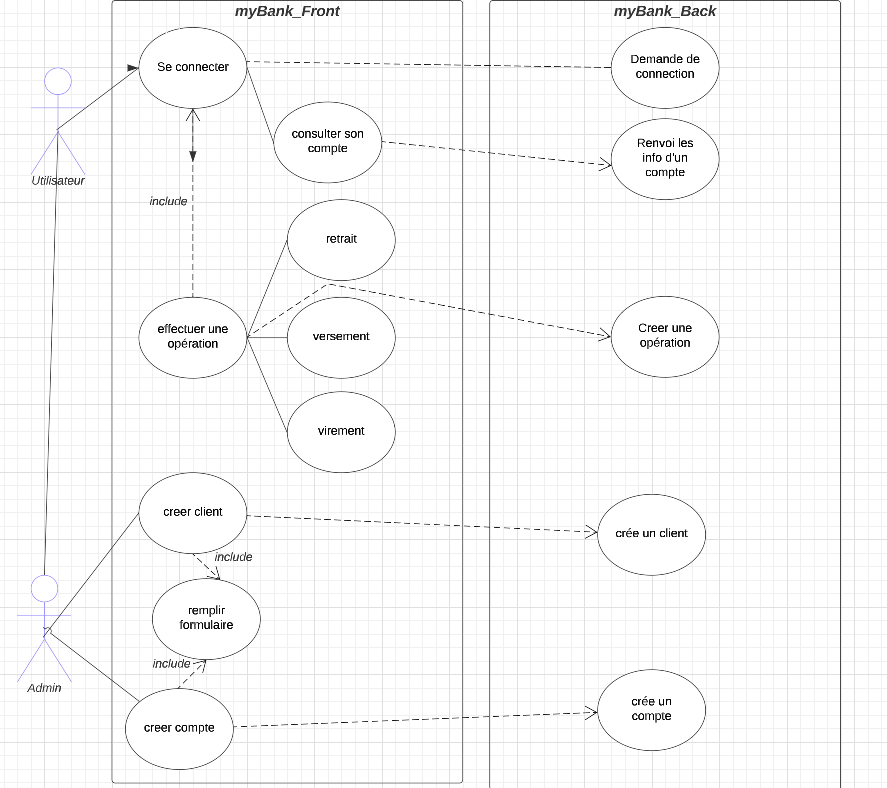 myBank_Front
myBank_Back
Se connecter
Demande de
connection
consulter son
compte
Renvoi les
info d'un
compte
Utilisateur
include
retrait
effectuer une
opération
versement
Creer une
opération
virement
creer client
crée un client
include
remplir
formulaire
include
Admin
creer compte
crée un
compte